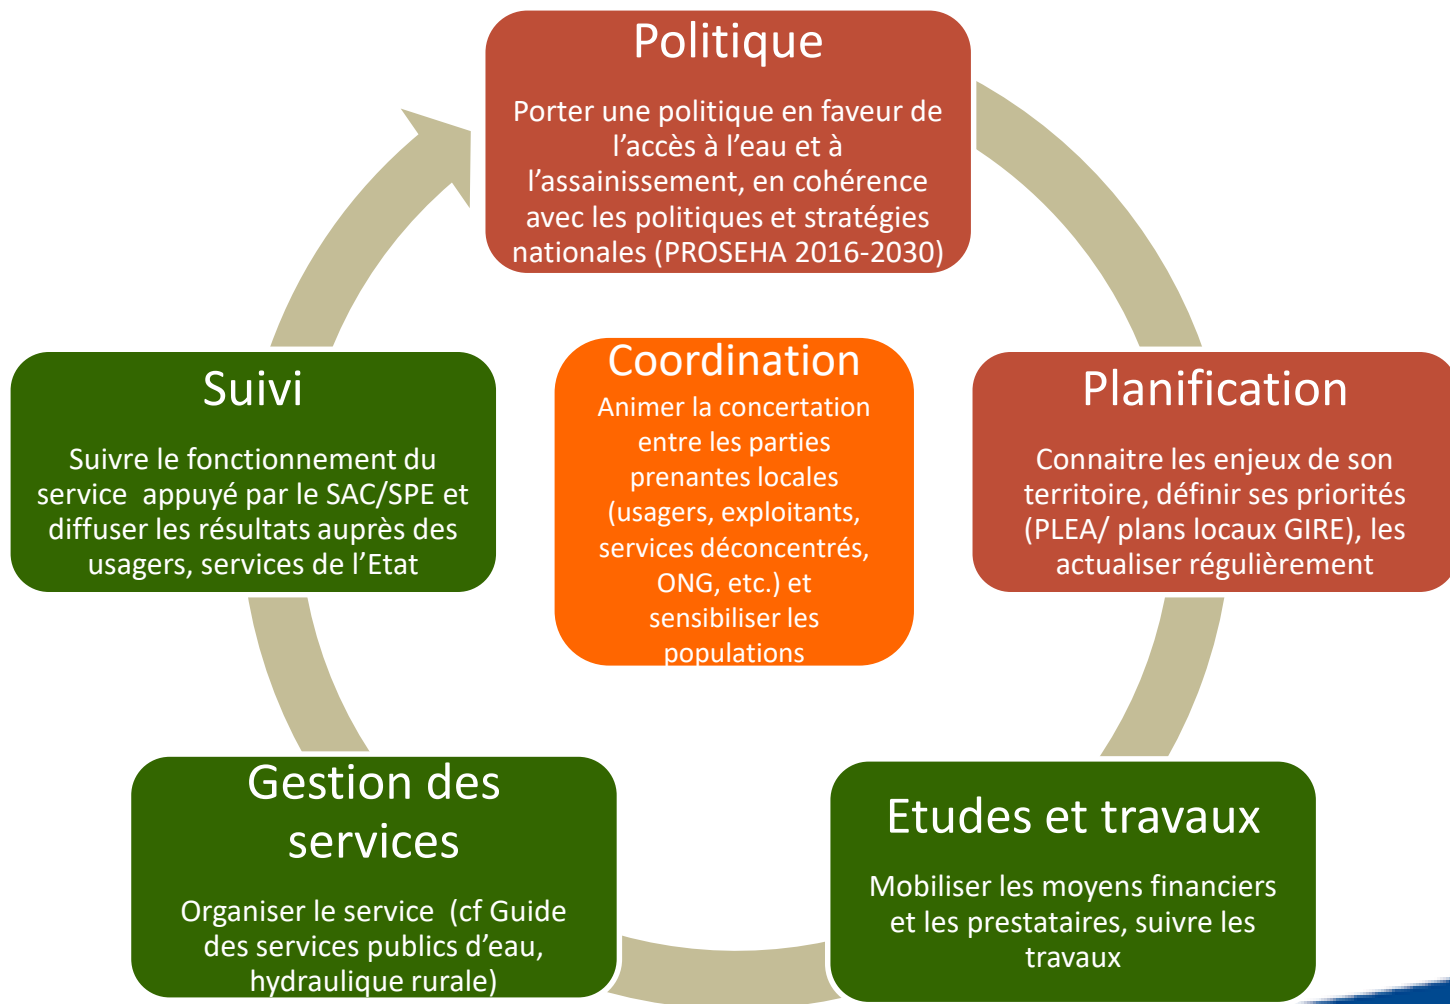 Politique
Porter une politique en faveur de
l’accès à l’eau et à
l’assainissement, en cohérence
avec les politiques et stratégies
nationales (PROSEHA 2016-2030)
Planification
Connaitre les enjeux de son
territoire, définir ses priorités
(PLEA/ plans locaux GIRE), les
actualiser régulièrement
Etudes et travaux
Mobiliser les moyens financiers
et les prestataires, suivre les
travaux
Gestion des
services
Organiser le service  (cf Guide
des services publics d’eau,
hydraulique rurale)
Suivi
Suivre le fonctionnement du
service  appuyé par le SAC/SPE et
diffuser les résultats auprès des
usagers, services de l’Etat
Coordination
Animer la concertation
entre les parties
prenantes locales
(usagers, exploitants,
services déconcentrés,
ONG, etc.) et
sensibiliser les
populations